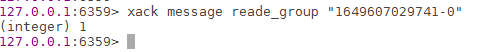 127.0.0.1:6359> xack message reade_group "1649607029741-0"
(integer) 1
127.0.0.1:6359>